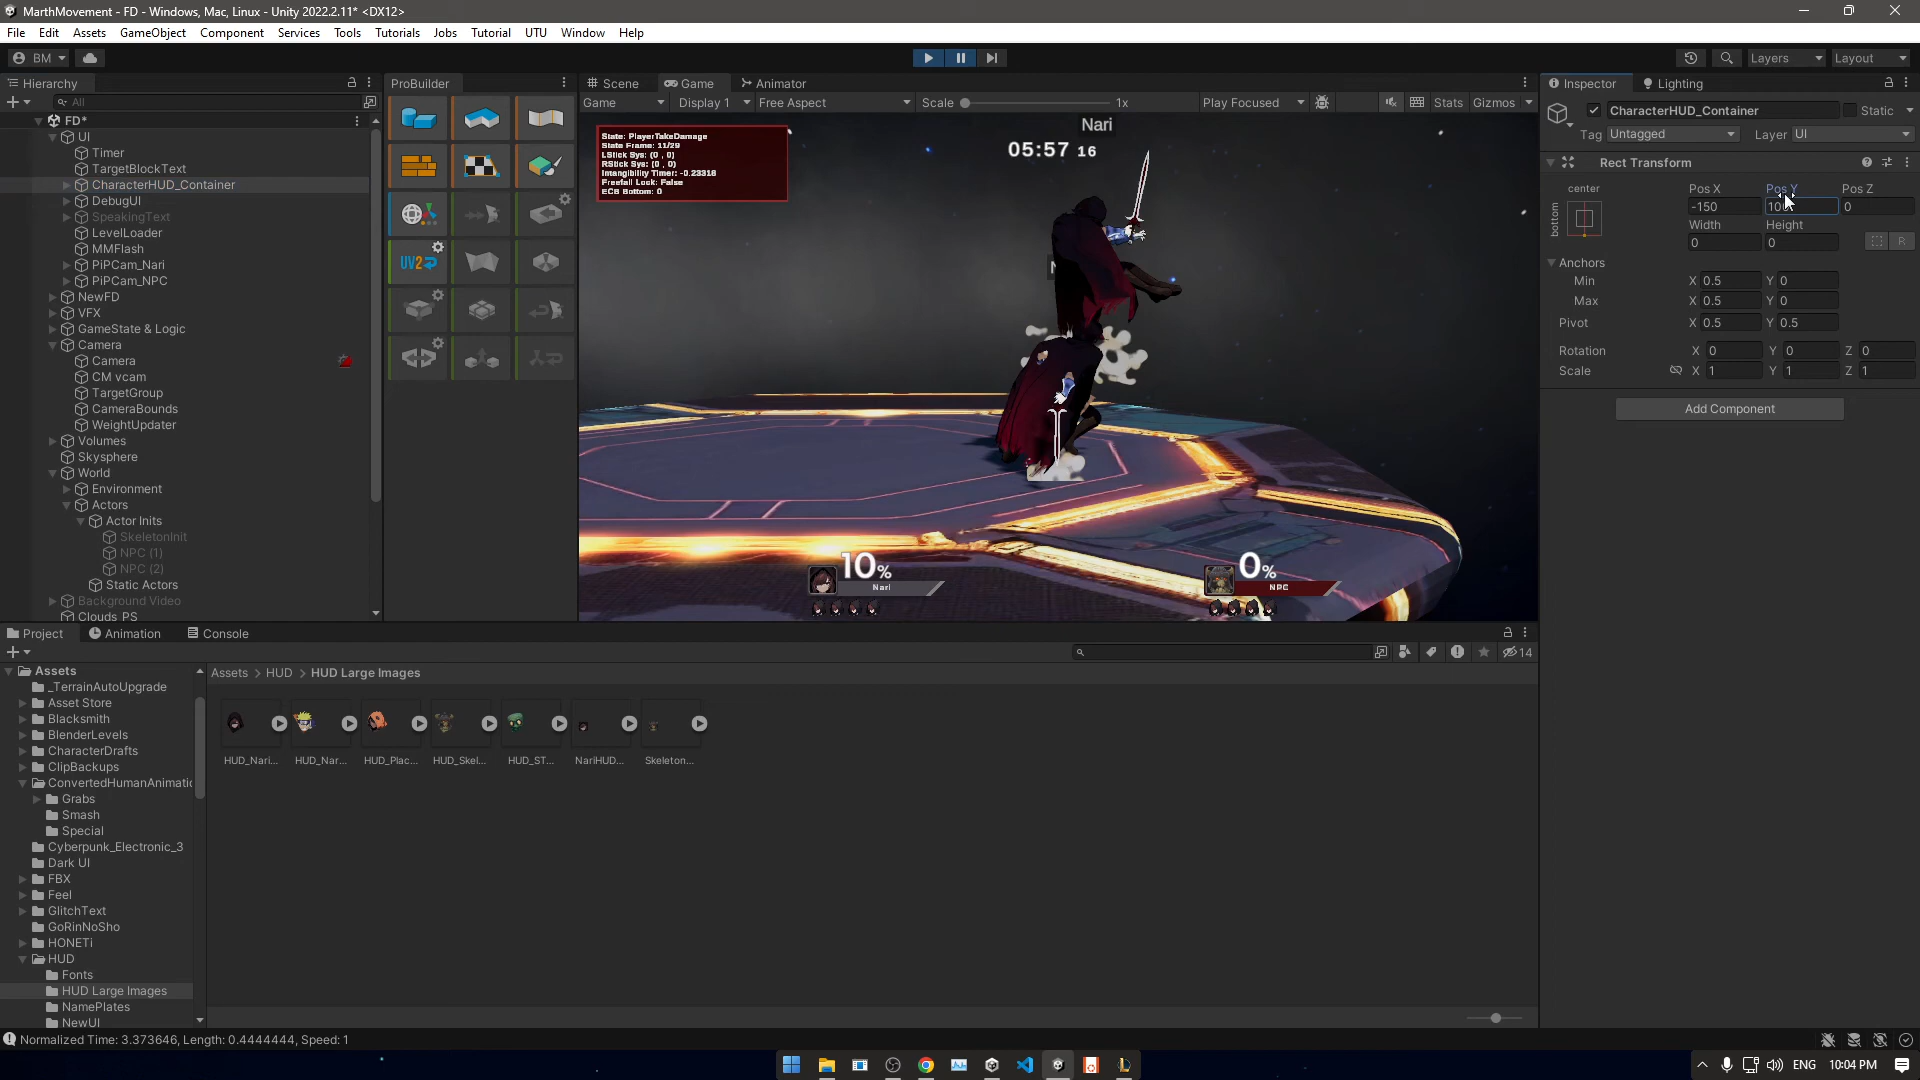 MarthMovement - FD - Windows, Mac, Linux - Unity 2022.2.11* <DX12>
File Edit Assets GameObject Component Services Tools Tutorials Jobs Tutorial UTU Window Help
BM
Layers Layout
Hierarchy
All
FD*
UI
Timer
TargetBlockText
CharacterHUD_Container
DebugUI
SpeakingText
LevelLoader
MMFlash
PiPCam_Nari
PiPCam_NPC
NewFD
VFX
GameState & Logic
Camera
Camera
CM vcam
TargetGroup
CameraBounds
WeightUpdater
Volumes
Skysphere
World
Environment
Actors
Actor Inits
SkeletonInit
NPC (1)
NPC (2)
Static Actors
Background Video
Clouds PS
ProBuilder
UV2
Scene Game Animator
Game Display 1 Free Aspect Scale 1x Play Focused Stats Gizmos
State: PlayerTakeDamage
State Frame: 11/29
LStick Sys: (0 , 0)
RStick Sys: (0 , 0)
Intangibility Timer: -0.23318
Freefall Lock: False
ECB Bottom: 0
Nari
05:57 16
10%
Nari
0%
NPC
Inspector Lighting
CharacterHUD_Container Static
Tag Untagged Layer UI
Rect Transform
center
bottom
Pos X Pos Y Pos Z
-150 0
Width Height
0 0
R
Anchors
Min X 0.5 Y 0
Max X 0.5 Y 0
Pivot X 0.5 Y 0.5
Rotation X 0 Y 0 Z 0
Scale X 1 Y 1 Z 1
Add Component
Project Animation Console
14
Assets
_TerrainAutoUpgrade
Asset Store
Blacksmith
BlenderLevels
CharacterDrafts
ClipBackups
ConvertedHumanAnimatic
Grabs
Smash
Special
Cyberpunk_Electronic_3
Dark UI
FBX
Feel
GlitchText
GoRinNoSho
HONETi
HUD
Fonts
HUD Large Images
NamePlates
NewUI
Assets > HUD > HUD Large Images
HUD_Nari... HUD_Nar... HUD_Plac... HUD_Skel... HUD_ST... NariHUD... Skeleton...
Normalized Time: 3.373646, Length: 0.4444444, Speed: 1
ENG 10:04 PM